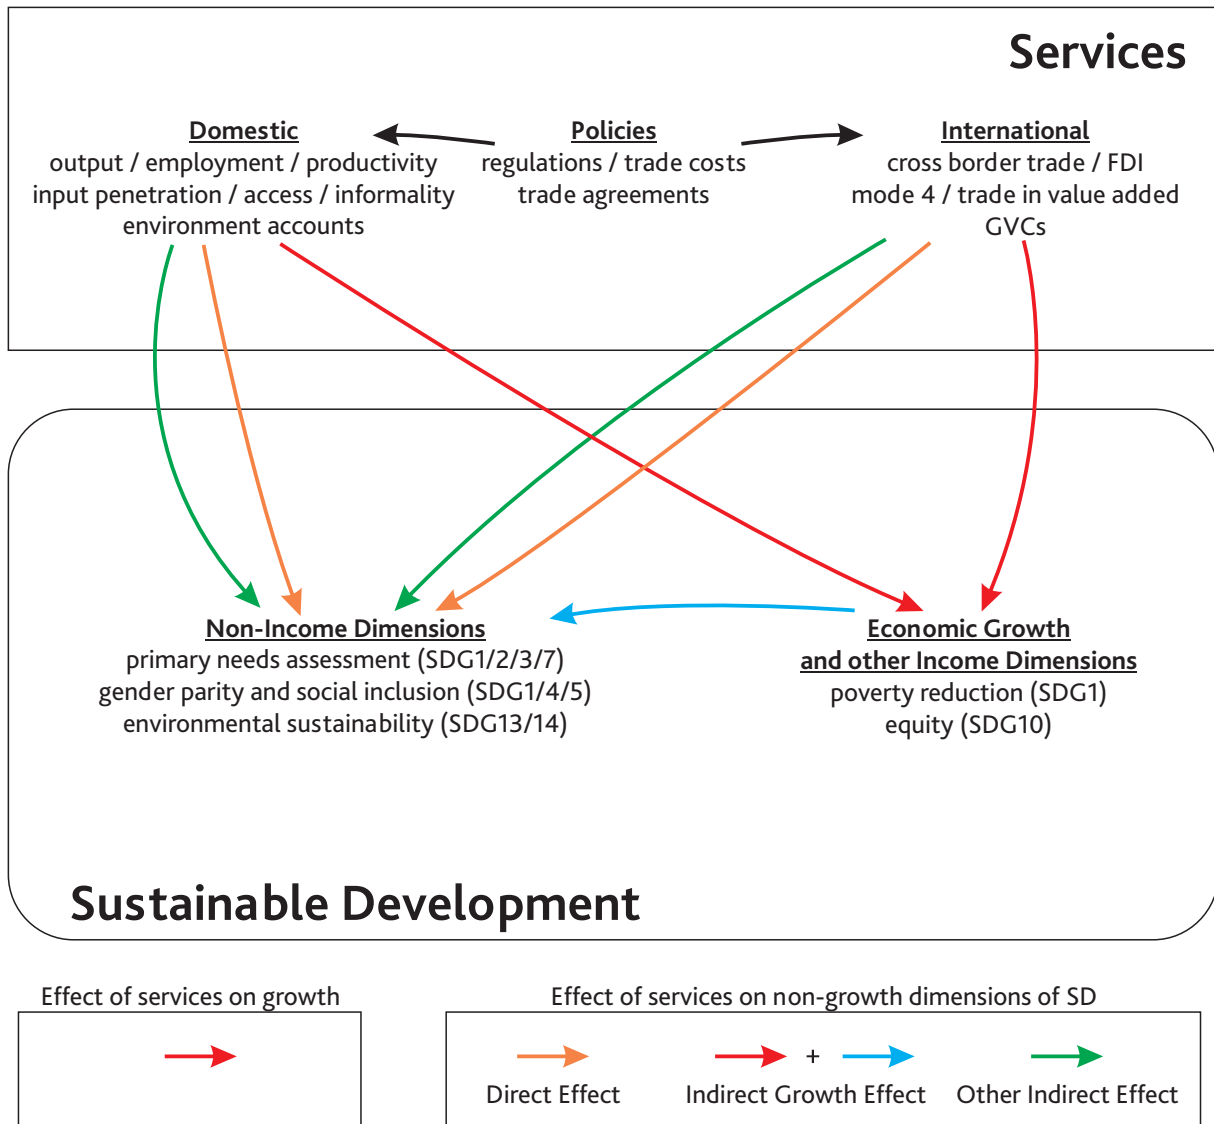 Services
Domestic
output / employment / productivity
input penetration / access / informality
environment accounts
Policies
regulations / trade costs
trade agreements
International
cross border trade / FDI
mode 4 / trade in value added
GVCs
Non-Income Dimensions
primary needs assessment (SDG1/2/3/7)
gender parity and social inclusion (SDG1/4/5)
environmental sustainability (SDG13/14)
Economic Growth
and other Income Dimensions
poverty reduction (SDG1)
equity (SDG10)
Sustainable Development
Effect of services on growth
Effect of services on non-growth dimensions of SD
+
Direct Effect
Indirect Growth Effect
Other Indirect Effect